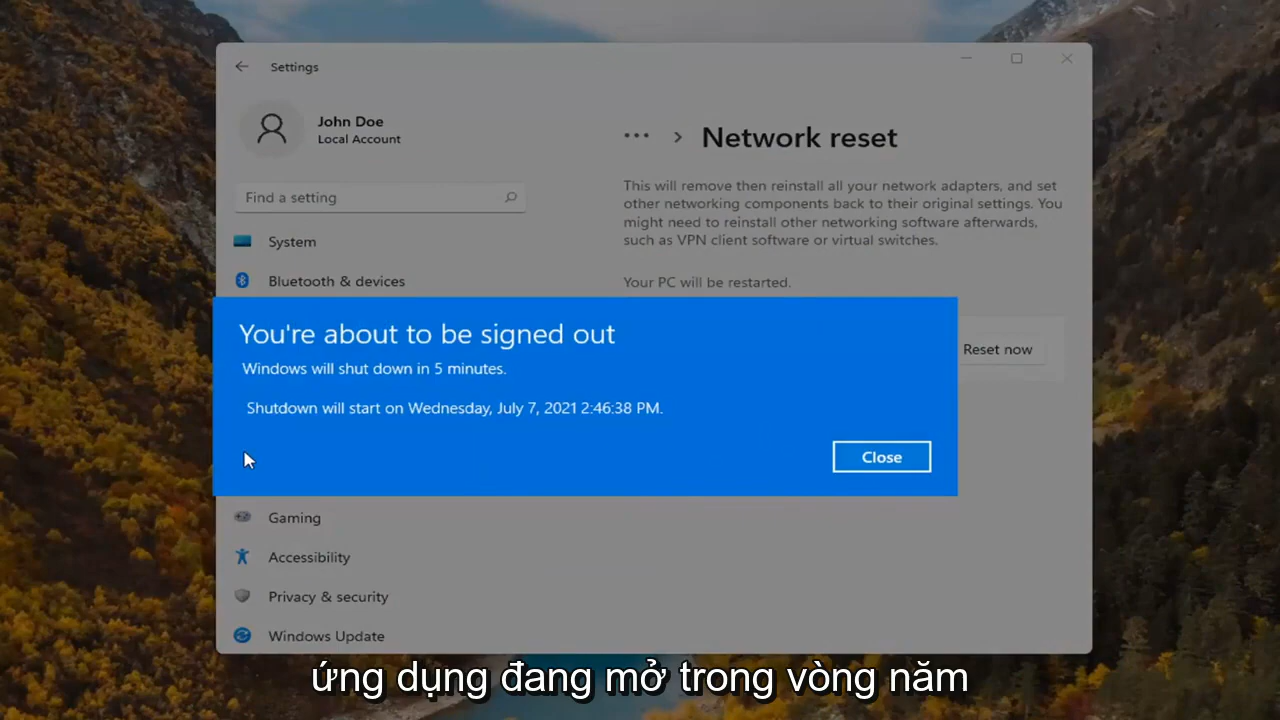 Settings
John Doe
Local Account
Find a setting
System
Bluetooth & devices
Network reset
This will remove then reinstall all your network adapters, and set
other networking components back to their original settings. You
might need to reinstall other networking software afterwards,
such as VPN client software or virtual switches.
Your PC will be restarted.
Reset now
You're about to be signed out
Windows will shut down in 5 minutes.
Shutdown will start on Wednesday, July 7, 2021 2:46:38 PM.
Close
Gaming
Accessibility
Privacy & security
Windows Update
ứng dụng đang mở trong vòng năm